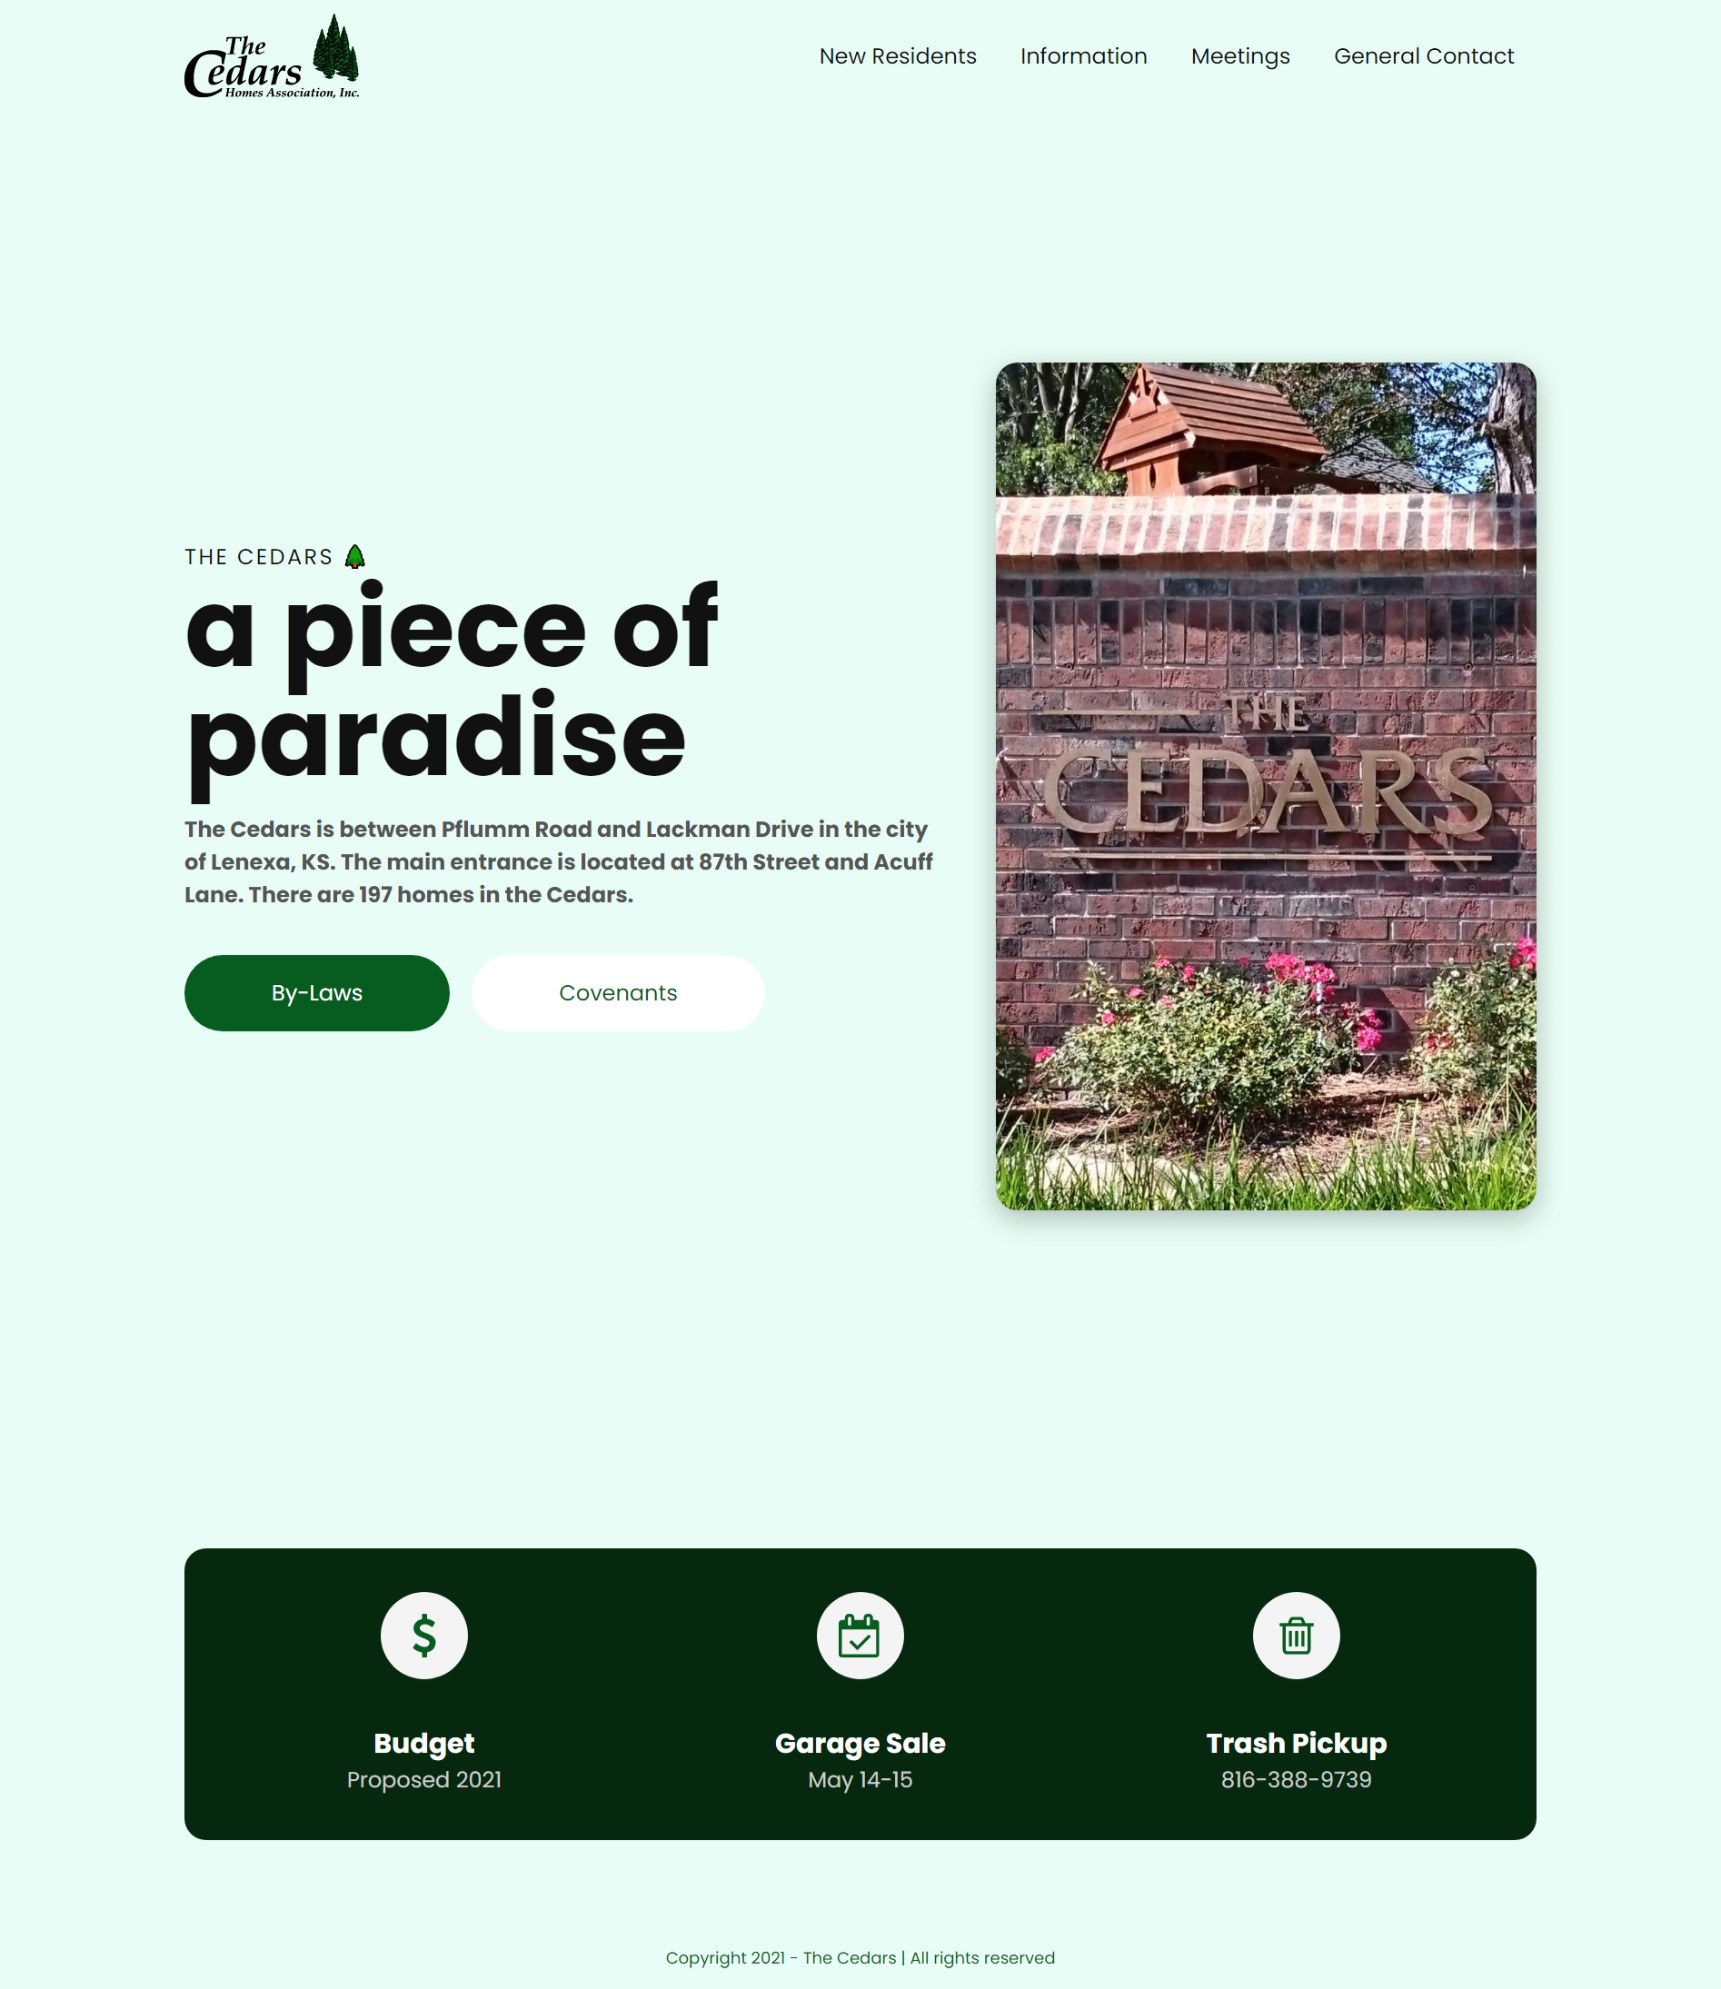 The
Cedars
Homes Association, Inc.
New Residents Information Meetings General Contact
THE CEDARS
a piece of
paradise
The Cedars is between Pflumm Road and Lackman Drive in the city
of Lenexa, KS. The main entrance is located at 87th Street and Acuff
Lane. There are 197 homes in the Cedars.
By-Laws Covenants
THE
CEDARS
$
Budget
Proposed 2021
Garage Sale
May 14-15
Trash Pickup
816-388-9739
Copyright 2021 - The Cedars | All rights reserved